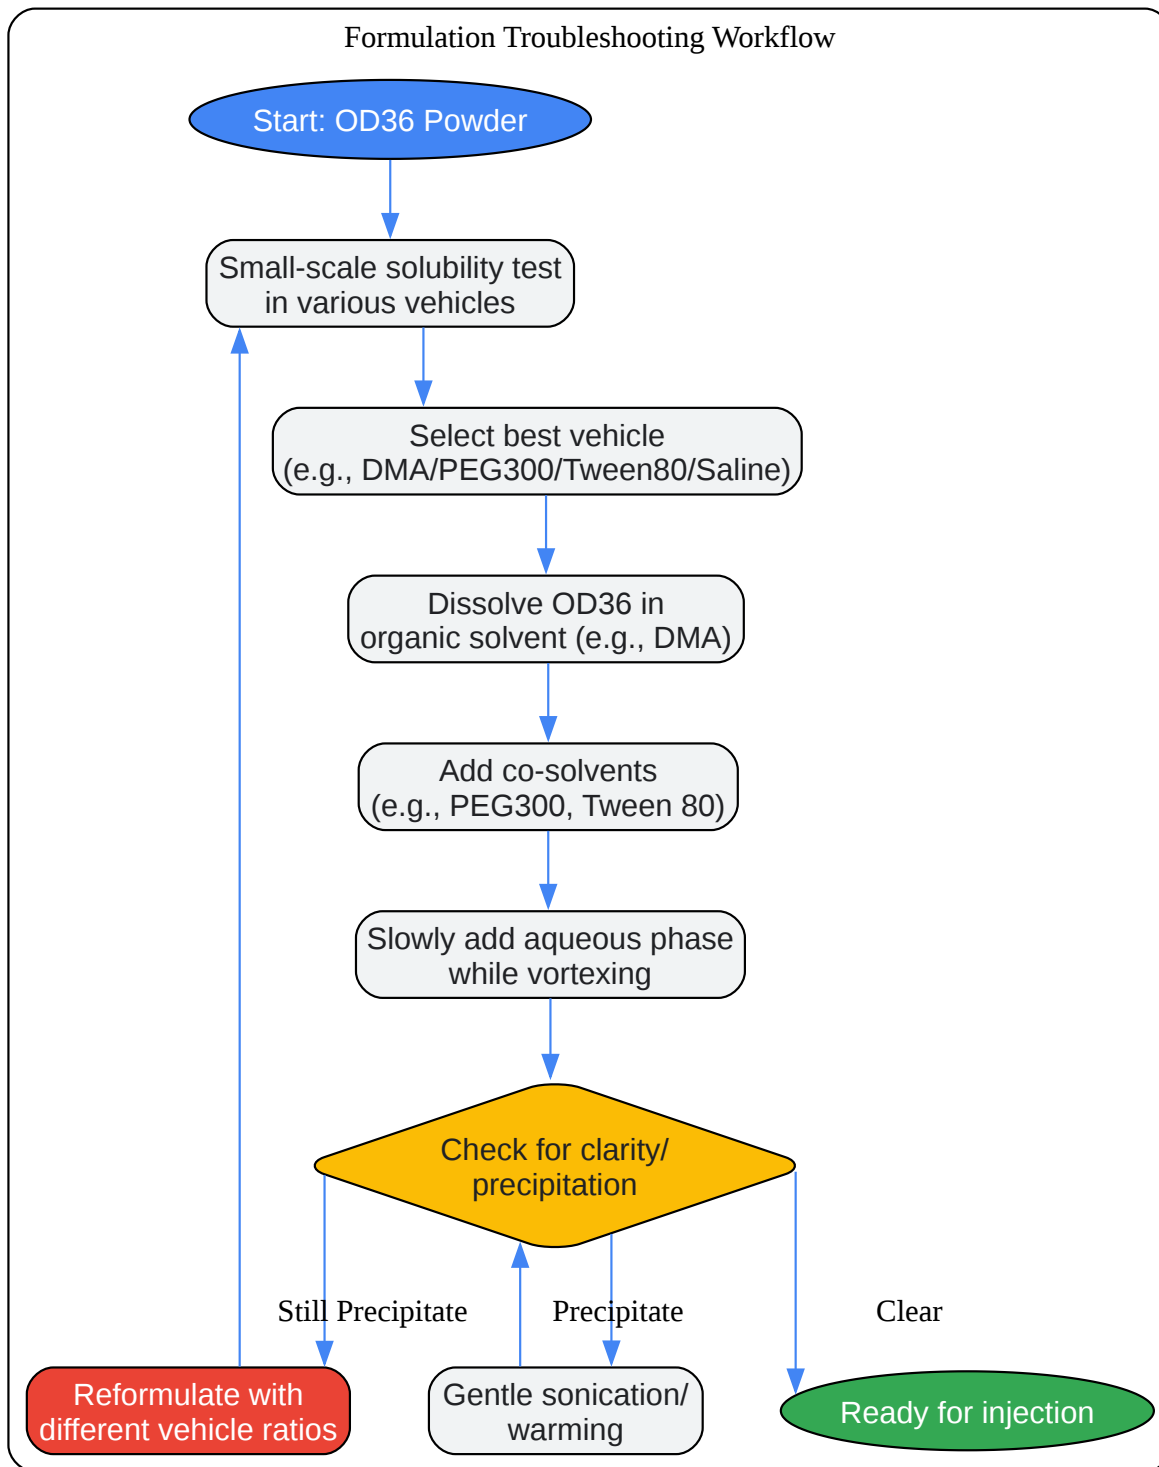 Formulation Troubleshooting Workflow
Start: OD36 Powder
Small-scale solubility test
in various vehicles
Select best vehicle
(e.g., DMA/PEG300/Tween80/Saline)
Dissolve OD36 in
organic solvent (e.g., DMA)
Add co-solvents
(e.g., PEG300, Tween 80)
Slowly add aqueous phase
while vortexing
Check for clarity/
precipitation
Still Precipitate
Precipitate
Clear
Reformulate with
different vehicle ratios
Gentle sonication/
warming
Ready for injection